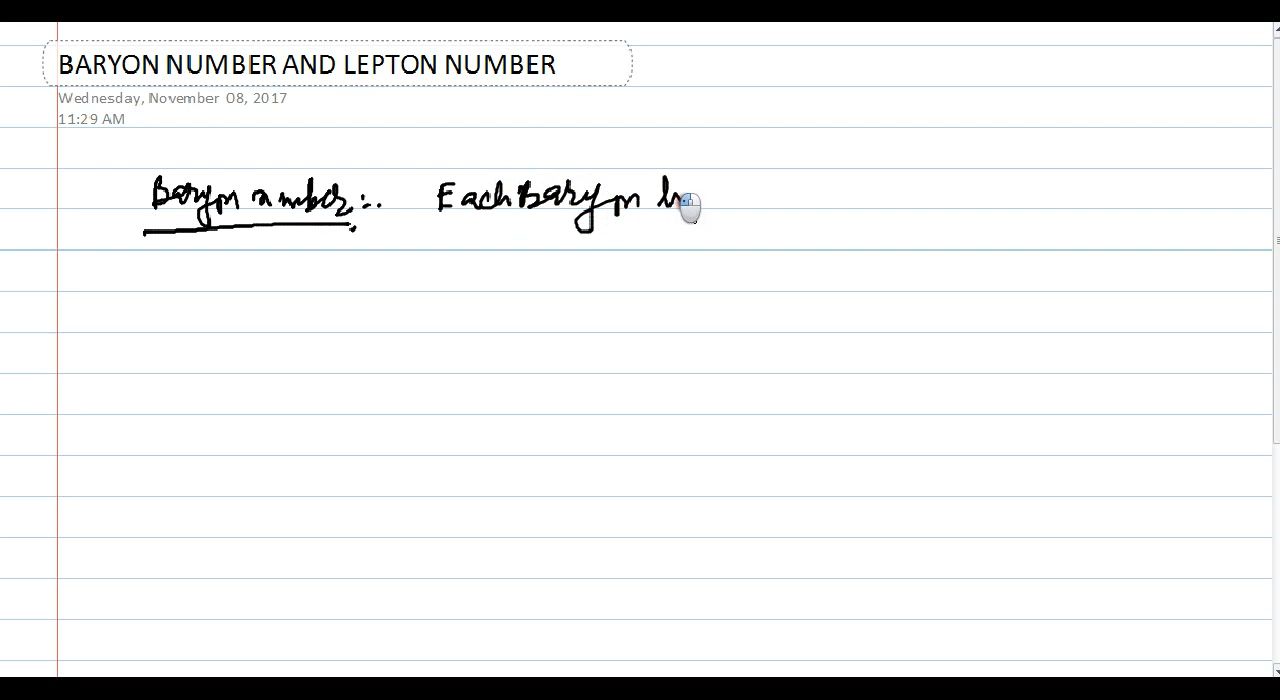 BARYON NUMBER AND LEPTON NUMBER
Wednesday, November 08, 2017
11:29 AM
Baryon number:. Each Baryon